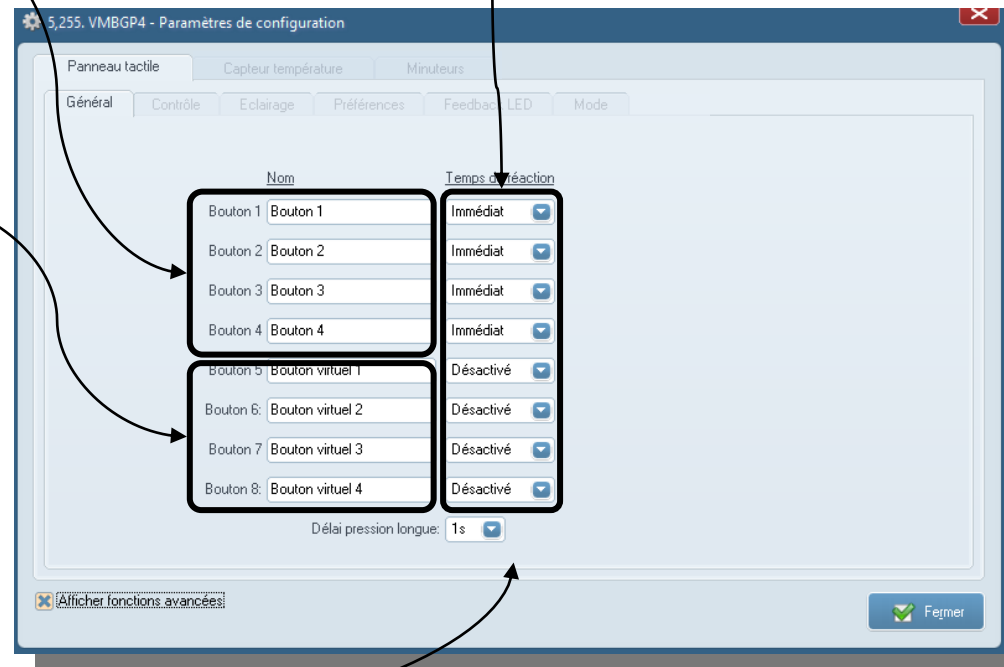 5,255. VMBGP4 - Paramètres de configuration
Panneau tactile Capteur température Minuteurs
Général Contrôle Eclairage Préférences Feedback LED Mode
Nom Temps de réaction
Bouton 1 Bouton 1 Immédiat
Bouton 2 Bouton 2 Immédiat
Bouton 3 Bouton 3 Immédiat
Bouton 4 Bouton 4 Immédiat
Bouton 5 Bouton virtuel 1 Désactivé
Bouton 6: Bouton virtuel 2 Désactivé
Bouton 7 Bouton virtuel 3 Désactivé
Bouton 8: Bouton virtuel 4 Désactivé
Délai pression longue: 1s
Afficher fonctions avancées
Fermer